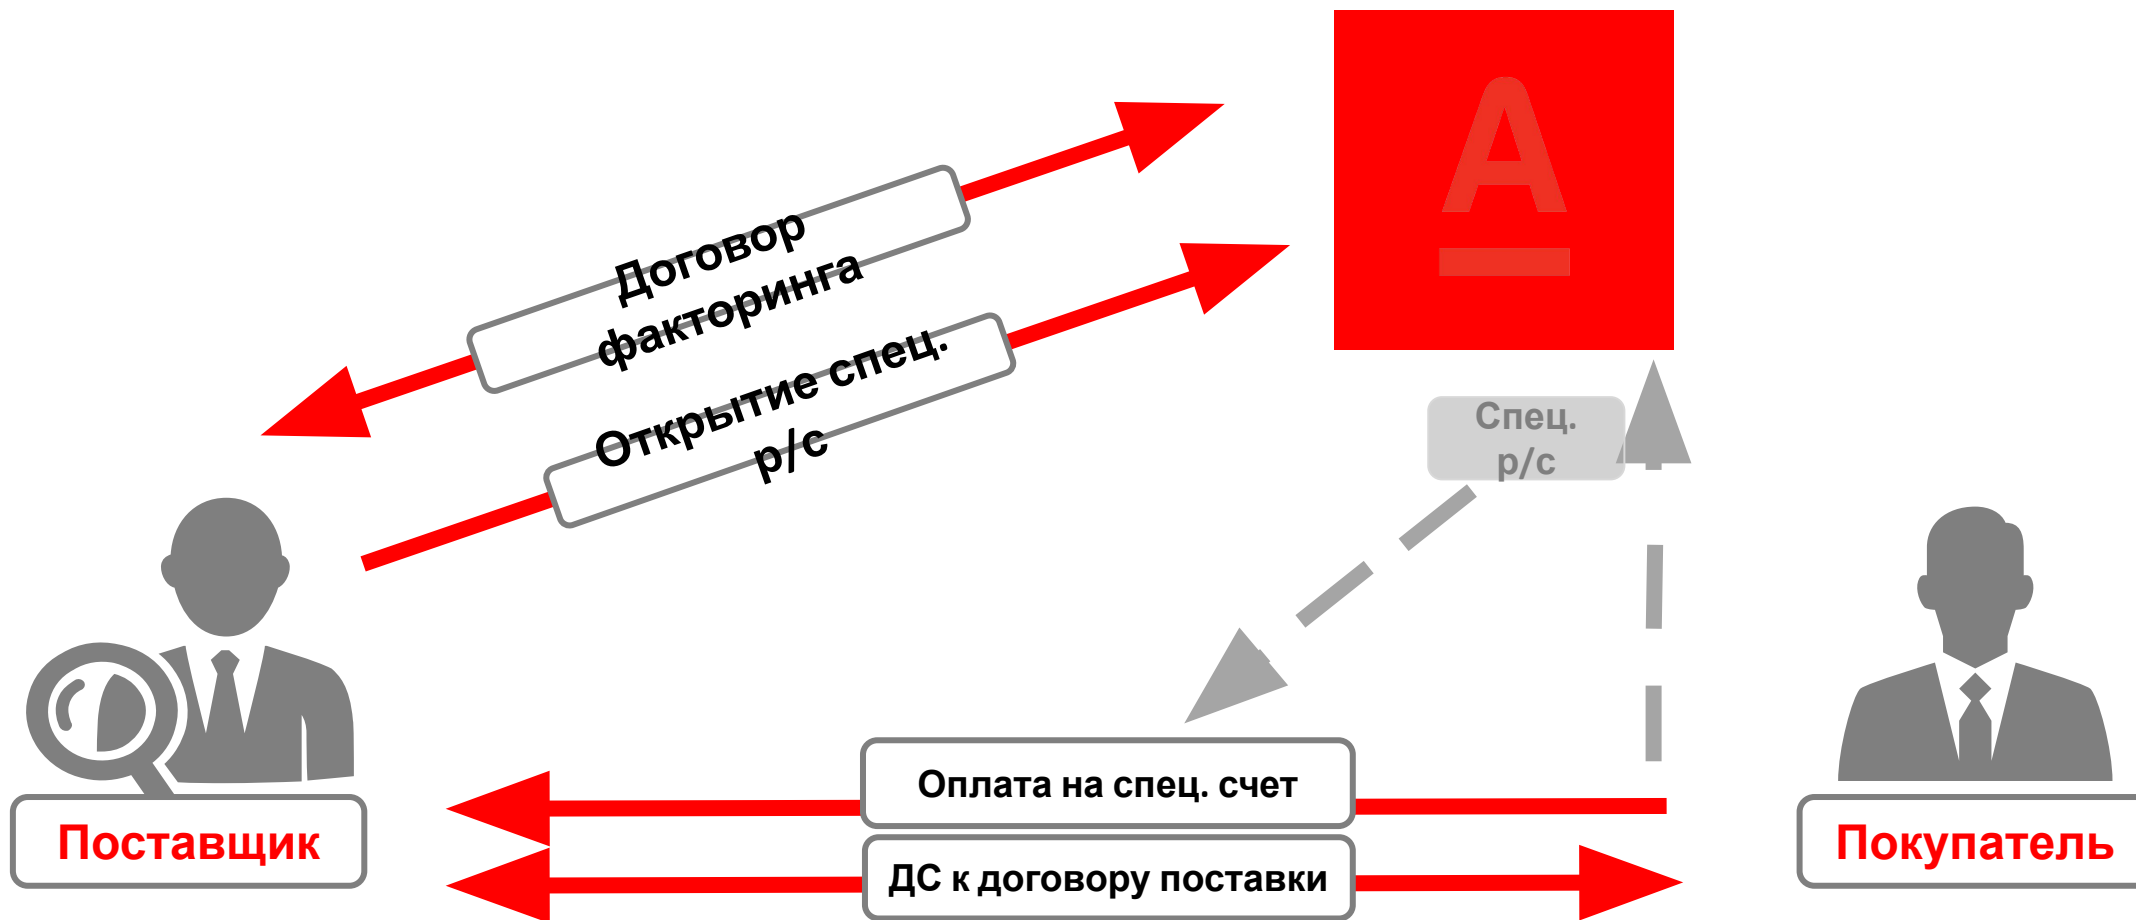 А
Договор
факторинга
Открытие спец.
р/с
Спец.
р/с
Оплата на спец. счет
ДС к договору поставки
Поставщик
Покупатель